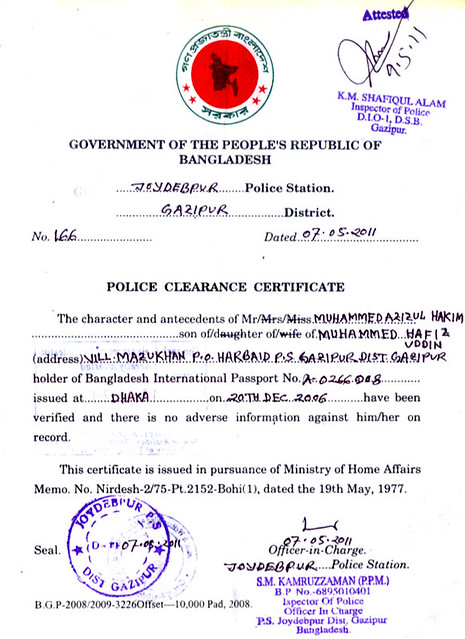 Attested
9.5.11
K.M. SHAFIQUL ALAM
Inspector of Police
D.I.O-1, D.S.B.
Gazipur.
গণপ্রজাতন্ত্রী বাংলাদেশ
সরকার
GOVERNMENT OF THE PEOPLE'S REPUBLIC OF
BANGLADESH
JOYDEBPUR Police Station.
GAZIPUR District.
No. 166 Dated 07.05.2011
POLICE CLEARANCE CERTIFICATE
The character and antecedents of Mr/Mrs/Miss MUHAMMED AZIZUL HAKIM
son of/daughter of/wife of MUHAMMED HAFIZ
UDDIN
(address) VILL MAZUKHAN P.O. HARBAID P.S GAZIPUR DIST GAZIPUR
holder of Bangladesh International Passport No. A-0266008
issued at DHAKA on 20TH DEC 2006 have been
verified and there is no adverse information against him/her on
record.
This certificate is issued in pursuance of Ministry of Home Affairs
Memo. No. Nirdesh-2/75-Pt.2152-Bohi(1), dated the 19th May, 1977.
JOYDEBPUR P.S
07.05.2011
DIST GAZIPUR
Seal.
07.05.2011
Officer-in-Charge.
JOYDEBPUR Police Station.
S.M. KAMRUZZAMAN (P.P.M.)
B.P No.-6895010401
Ispector Of Police
Officer In Charge
P.S. Joydebpur Dist, Gazipur
Bangladesh.
B.G.P-2008/2009-3226Offset—10,000 Pad, 2008.